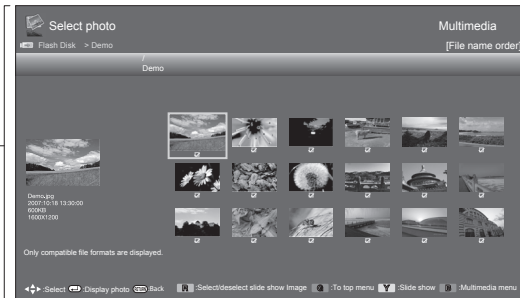 Select photo
Multimedia
Flash Disk > Demo
[File name order]
/
Demo
Demo.jpg
2007:10:18 13:30:00
600KB
1600X1200
Only compatible file formats are displayed.
:Select :Display photo :Back R :Select/deselect slide show Image :To top menu Y :Slide show :Multimedia menu